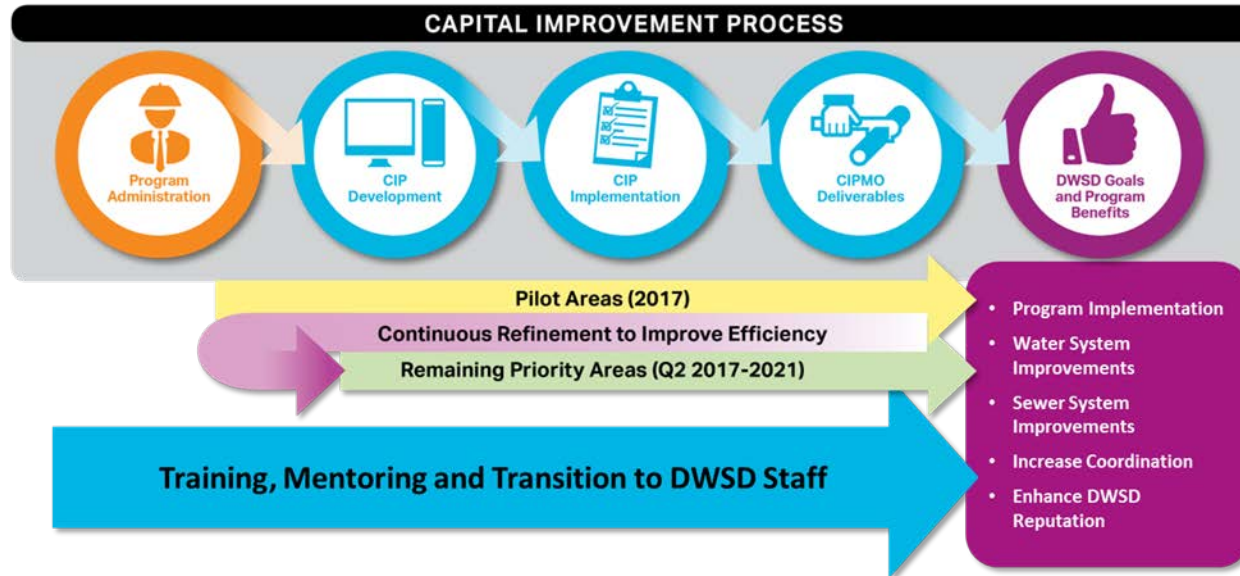 CAPITAL IMPROVEMENT PROCESS
Program
Administration
CIP
Development
CIP
Implementation
CIPMO
Deliverables
DWSD Goals
and Program
Benefits
Pilot Areas (2017)
Continuous Refinement to Improve Efficiency
Remaining Priority Areas (Q2 2017-2021)
Training, Mentoring and Transition to DWSD Staff
• Program Implementation
• Water System
Improvements
• Sewer System
Improvements
• Increase Coordination
• Enhance DWSD
Reputation